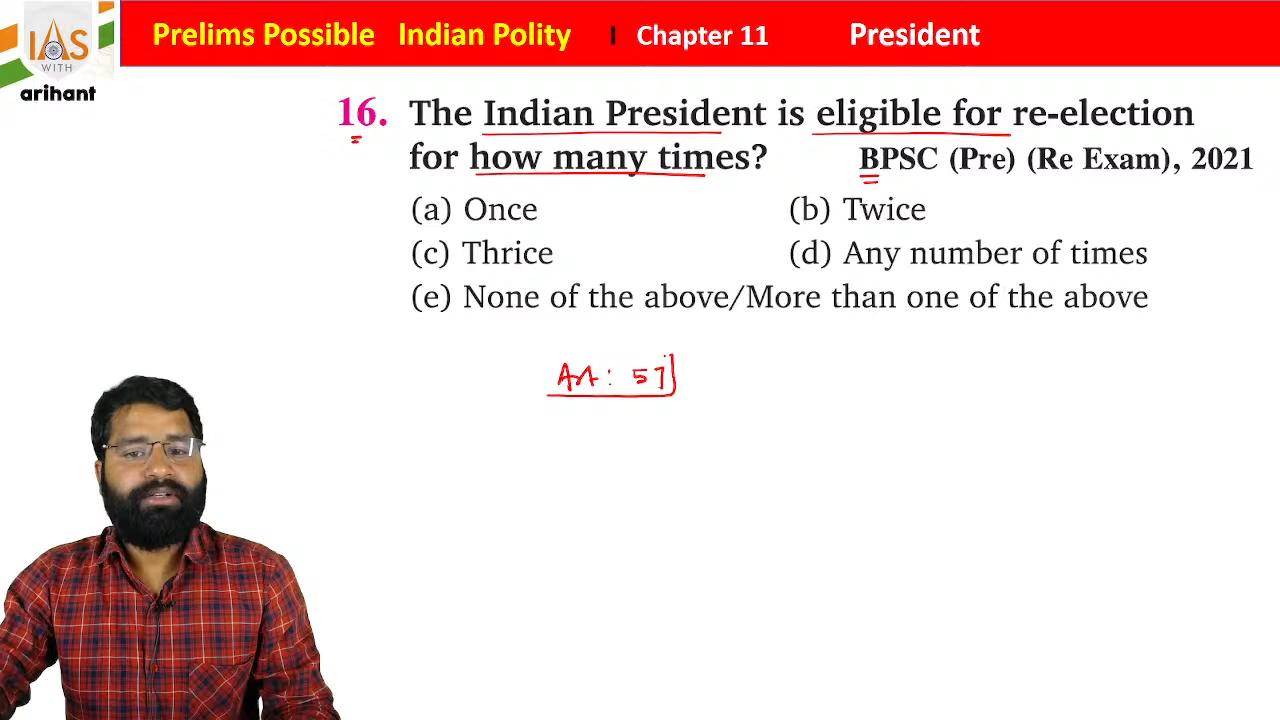 IAS
WITH
arihant
Prelims Possible Indian Polity | Chapter 11 President
16. The Indian President is eligible for re-election
for how many times? BPSC (Pre) (Re Exam), 2021
(a) Once (b) Twice
(c) Thrice (d) Any number of times
(e) None of the above/More than one of the above
AA: 57